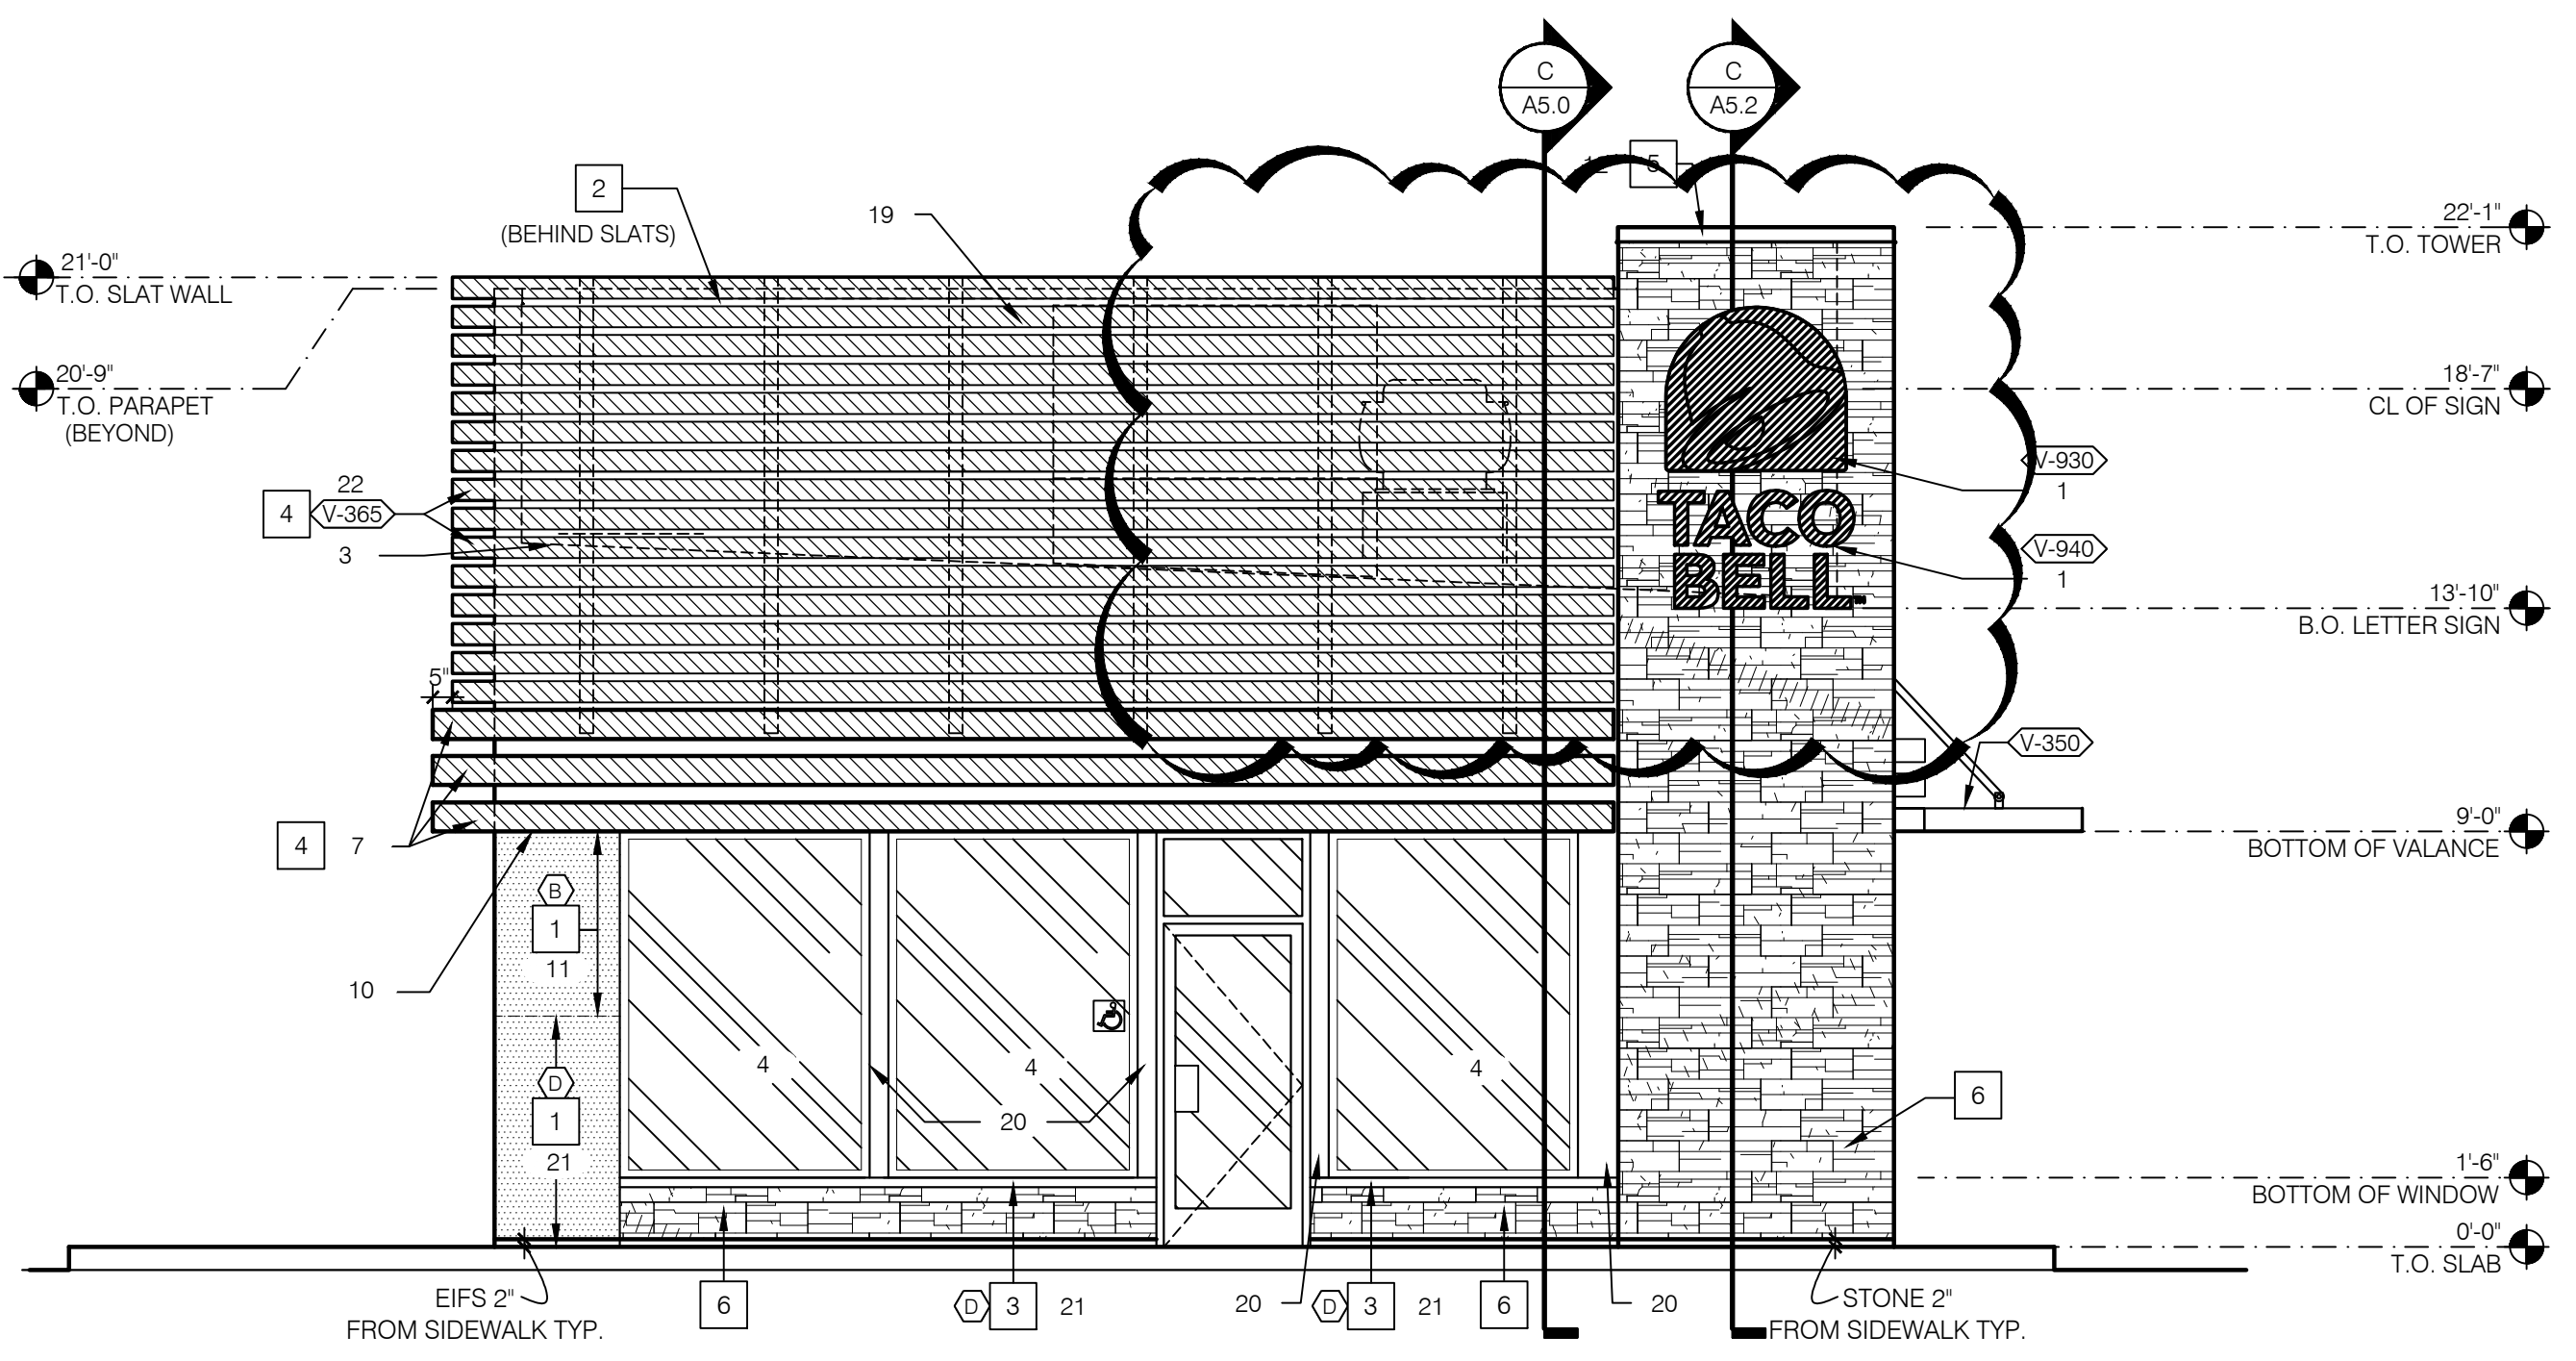 C
A5.0
C
A5.2
5
2
(BEHIND SLATS)
19
22'-1"
T.O. TOWER
21'-0"
T.O. SLAT WALL
20'-9"
T.O. PARAPET
(BEYOND)
18'-7"
CL OF SIGN
V-930
1
22
4
V-365
3
TACO
BELL
V-940
1
13'-10"
B.O. LETTER SIGN
5"
V-350
4
7
9'-0"
BOTTOM OF VALANCE
B
1
11
10
4
4
4
D
1
21
20
6
1'-6"
BOTTOM OF WINDOW
0'-0"
T.O. SLAB
EIFS 2"
FROM SIDEWALK TYP.
6
D
3
21
20
D
3
21
6
20
STONE 2"
FROM SIDEWALK TYP.